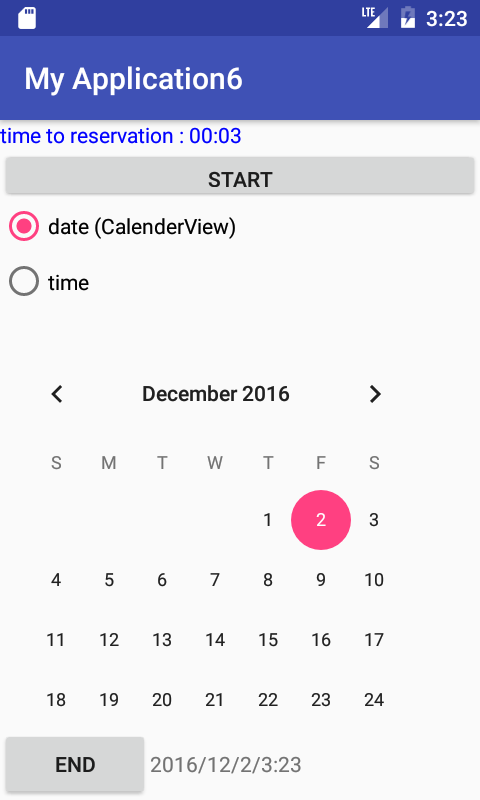 LTE 3:23
My Application6
time to reservation : 00:03
START
date (CalenderView)
time
December 2016
S M T W T F S
1 2 3
4 5 6 7 8 9 10
11 12 13 14 15 16 17
18 19 20 21 22 23 24
END 2016/12/2/3:23